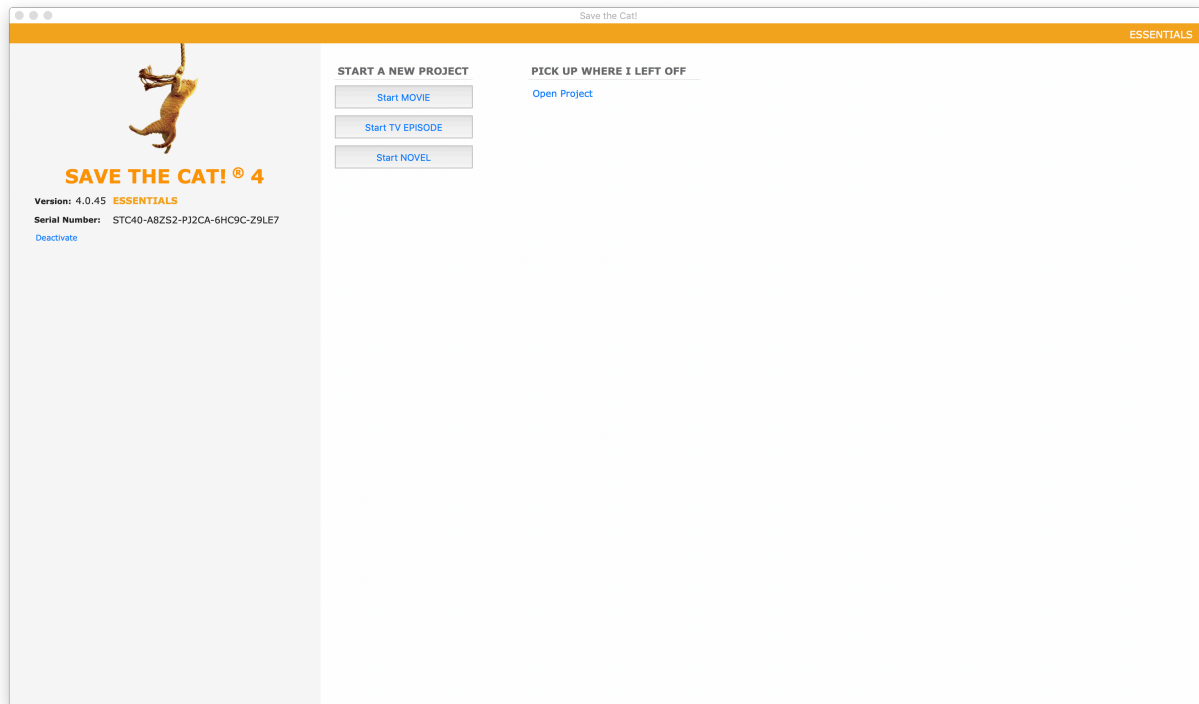 Save the Cat!
ESSENTIALS
SAVE THE CAT! ® 4
Version: 4.0.45 ESSENTIALS
Serial Number: STC40-A8ZS2-PJ2CA-6HC9C-Z9LE7
Deactivate
START A NEW PROJECT
Start MOVIE
Start TV EPISODE
Start NOVEL
PICK UP WHERE I LEFT OFF
Open Project